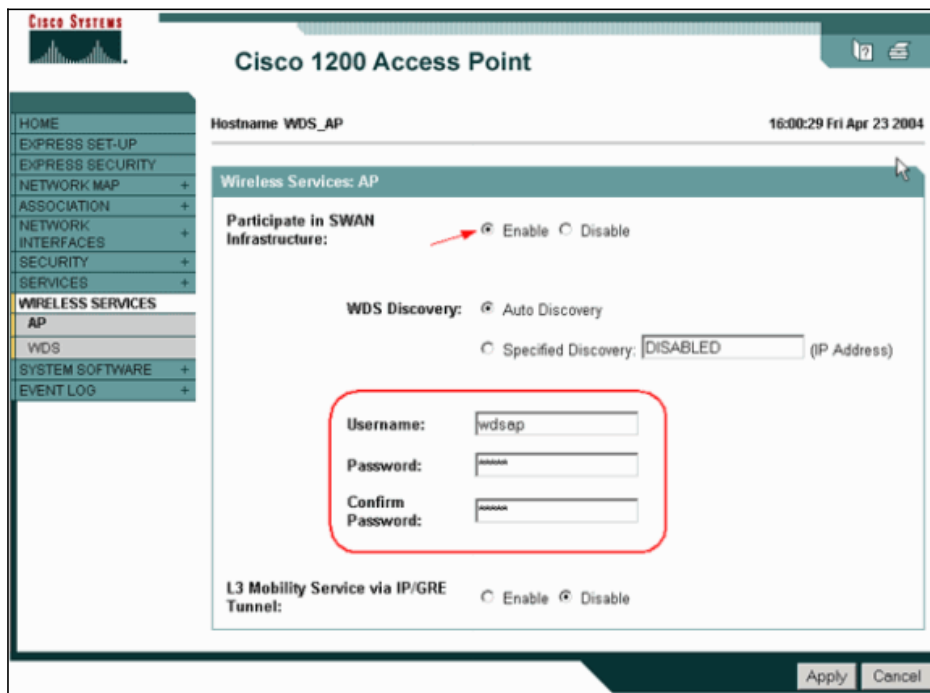 CISCO SYSTEMS
Cisco 1200 Access Point
HOME
EXPRESS SET-UP
EXPRESS SECURITY
NETWORK MAP +
ASSOCIATION +
NETWORK
INTERFACES +
SECURITY +
SERVICES +
WIRELESS SERVICES
AP
WDS
SYSTEM SOFTWARE +
EVENT LOG +
Hostname WDS_AP
16:00:29 Fri Apr 23 2004
Wireless Services: AP
Participate in SWAN
Infrastructure:
Enable Disable
WDS Discovery:
Auto Discovery
Specified Discovery: DISABLED (IP Address)
Username: wdsap
Password: *****
Confirm
Password: *****
L3 Mobility Service via IP/GRE
Tunnel:
Enable Disable
Apply Cancel